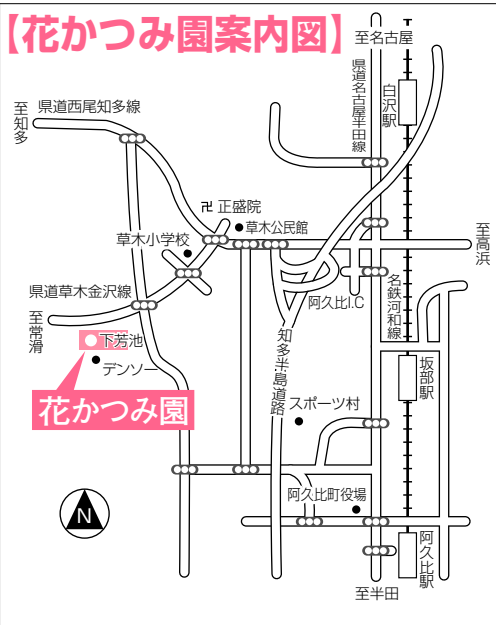 【花かつみ園案内図】
至名古屋
県道名古屋半田線
白沢駅
至知多
県道西尾知多線
卍 正盛院
草木公民館
草木小学校
至高浜
県道草木金沢線
阿久比I.C
名鉄河和線
至常滑
下芳池
デンソー
知多半島道路
坂部駅
花かつみ園
スポーツ村
阿久比町役場
N
阿久比駅
至半田